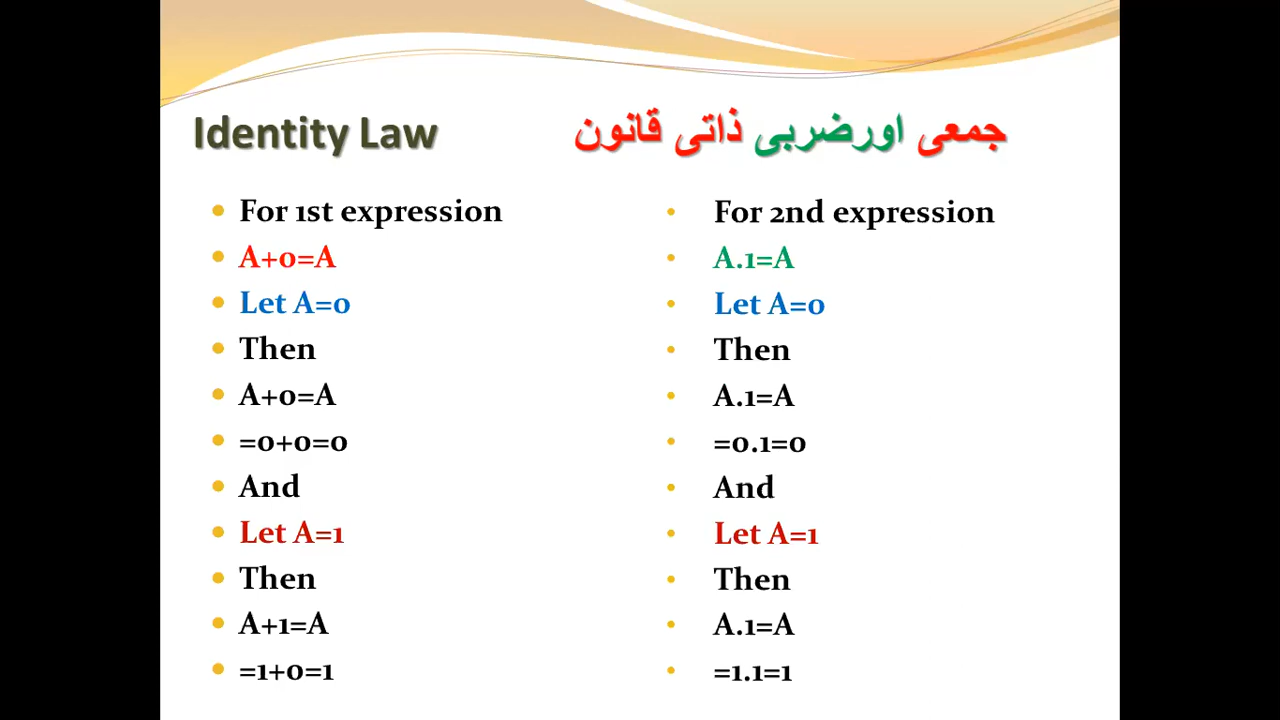 Identity Law
جمعی اورضربی ذاتی قانون
For 1st expression
A+0=A
Let A=0
Then
A+0=A
=0+0=0
And
Let A=1
Then
A+1=A
=1+0=1
For 2nd expression
A.1=A
Let A=0
Then
A.1=A
=0.1=0
And
Let A=1
Then
A.1=A
=1.1=1